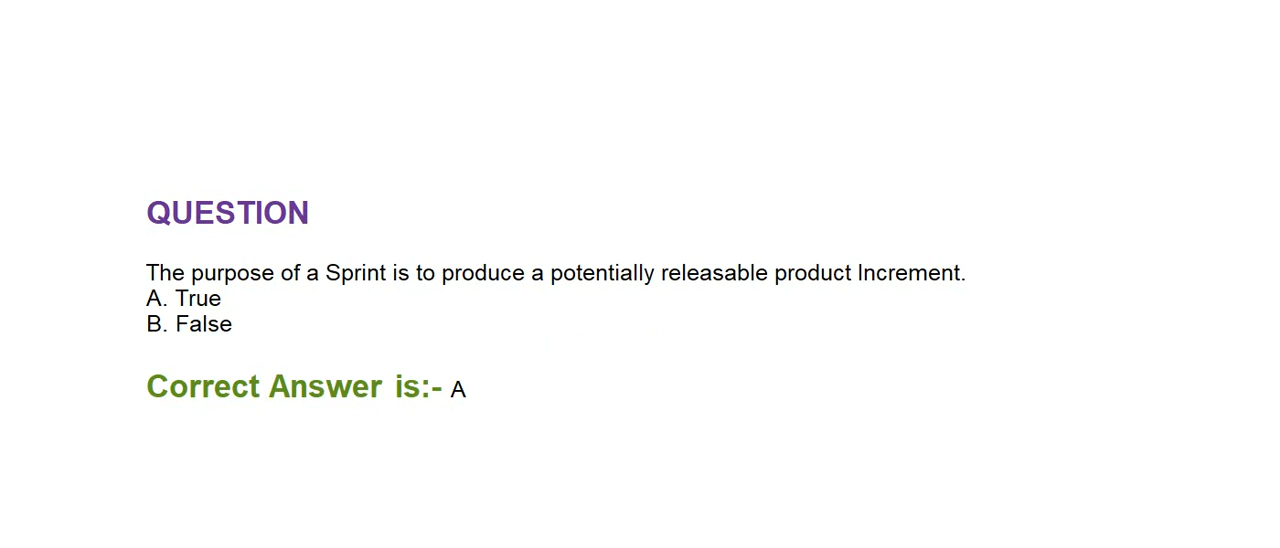 QUESTION
The purpose of a Sprint is to produce a potentially releasable product Increment.
A. True
B. False
Correct Answer is:- A